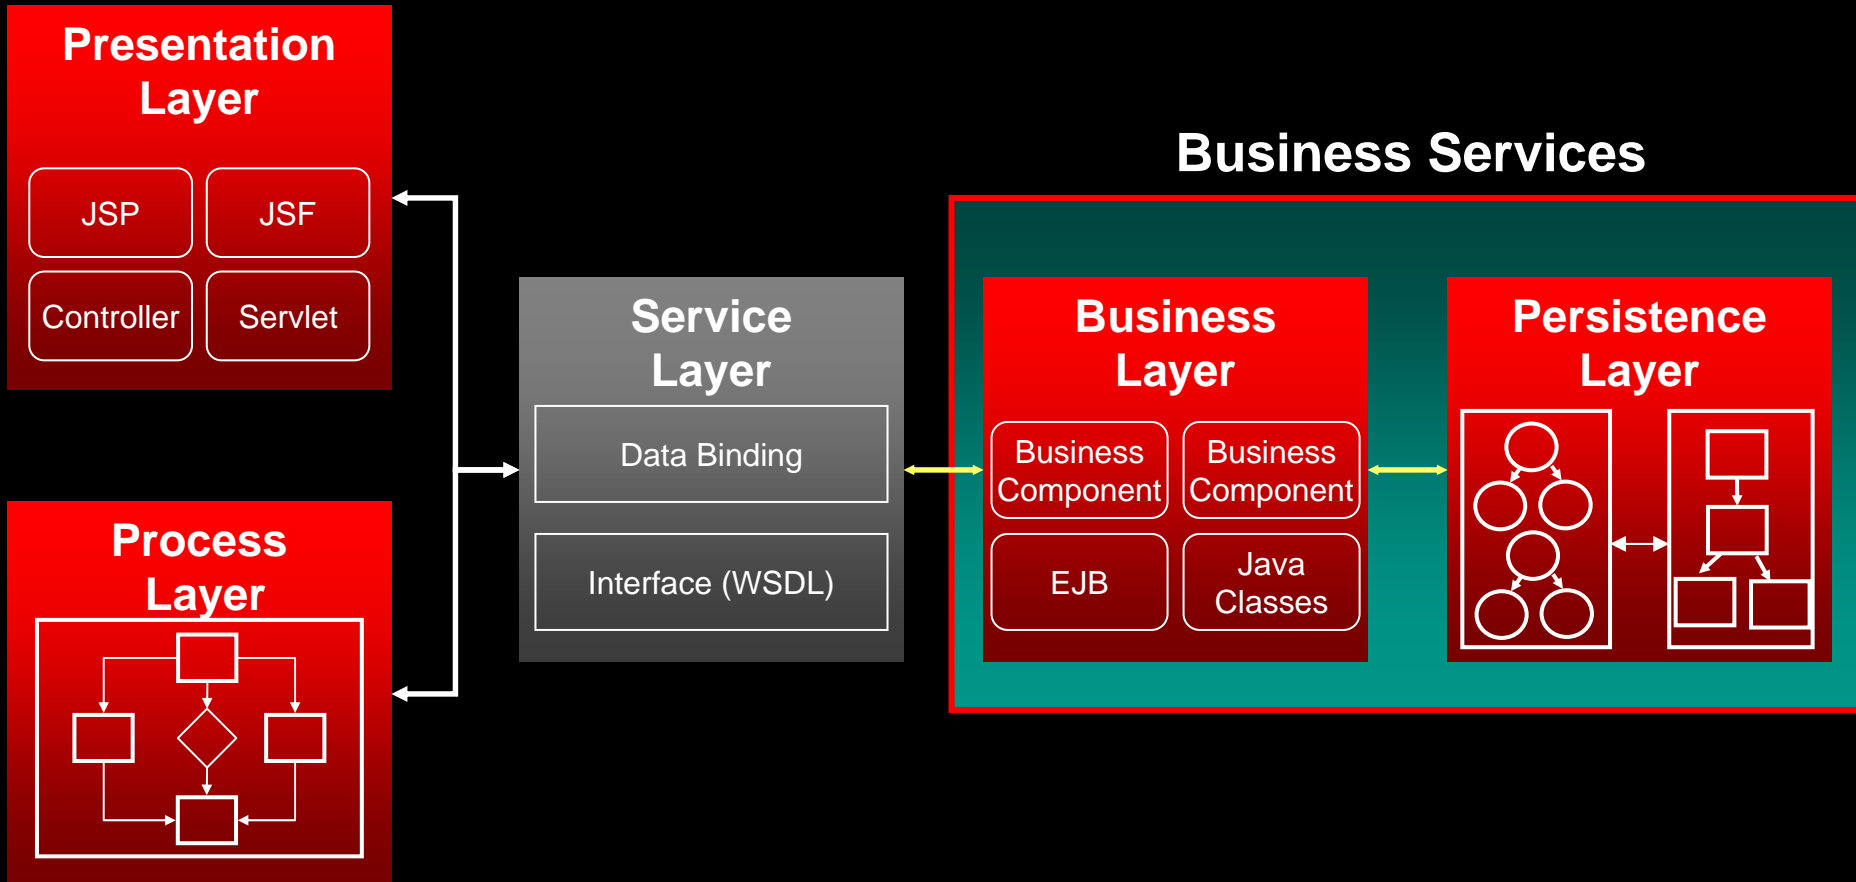 Presentation
Layer
JSP
JSF
Controller
Servlet
Process
Layer
Service
Layer
Data Binding
Interface (WSDL)
Business Services
Business
Layer
Business
Component
Business
Component
EJB
Java
Classes
Persistence
Layer